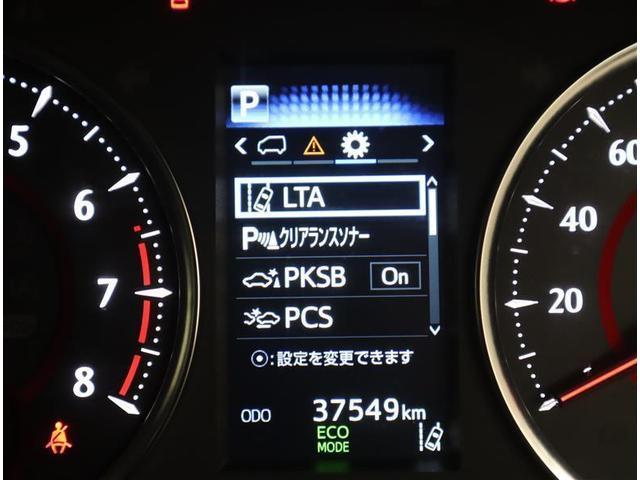 P
LTA
P クリアランスソナー
PKSB On
PCS
⦿:設定を変更できます
ODO 37549km
ECO
MODE
5
6
7
8
60
40
20